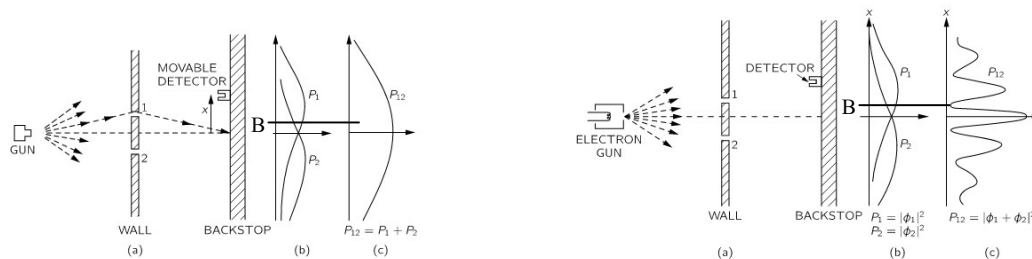 MOVABLE
DETECTOR
GUN
1
2
x
B
P₁
P₂
P₁₂
WALL
BACKSTOP
P₁₂ = P₁ + P₂
(a)
(b)
(c)
x
x
DETECTOR
ELECTRON
GUN
1
2
B
P₁
P₂
P₁₂
WALL
BACKSTOP
P₁ = |ϕ₁|²
P₂ = |ϕ₂|²
P₁₂ = |ϕ₁ + ϕ₂|²
(a)
(b)
(c)